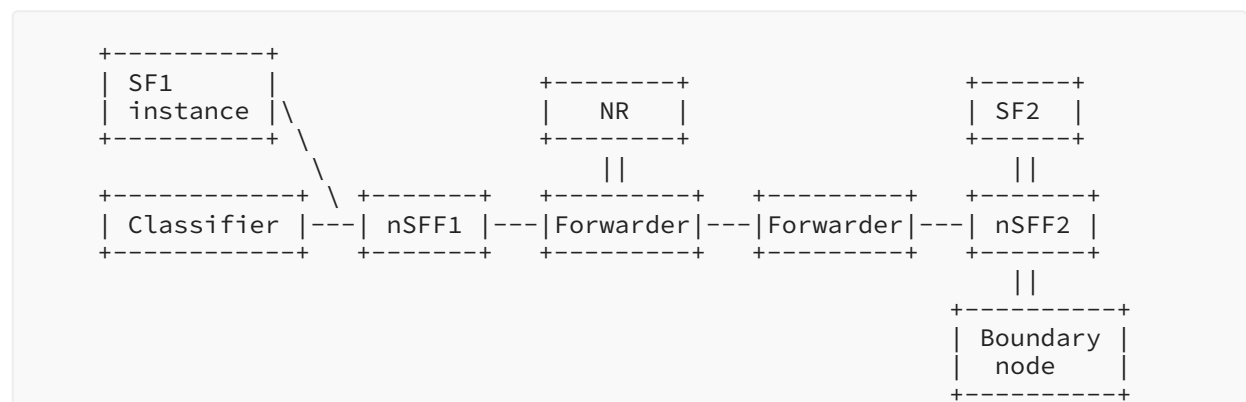 +----------+
| SF1      |                 +--------+                  +------+
| instance |\                |   NR   |                  | SF2  |
+----------+ \               +--------+                  +------+
              \                  ||                         ||
+------------+ \ +-------+   +---------+   +---------+   +-------+
| Classifier |---| nSFF1 |---|Forwarder|---|Forwarder|---| nSFF2 |
+------------+   +-------+   +---------+   +---------+   +-------+
                                                            ||
                                                        +----------+
                                                        | Boundary |
                                                        |  node    |
                                                        +----------+